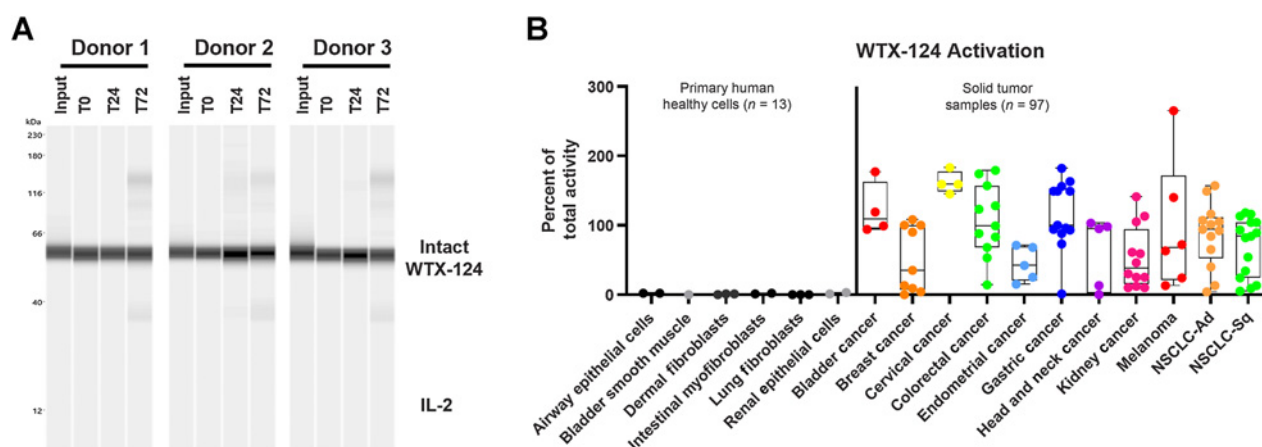 A
Donor 1
Donor 2
Donor 3
Input
T0
T24
T72
Input
T0
T24
T72
Input
T0
T24
T72
kDa
230
180
116
66
40
12
Intact
WTX-124
IL-2
B
WTX-124 Activation
Primary human
healthy cells (n = 13)
Solid tumor
samples (n = 97)
Percent of
total activity
300
200
100
0
Airway epithelial cells
Bladder smooth muscle
Dermal fibroblasts
Intestinal myofibroblasts
Lung fibroblasts
Renal epithelial cells
Bladder cancer
Breast cancer
Cervical cancer
Colorectal cancer
Endometrial cancer
Gastric cancer
Head and neck cancer
Kidney cancer
Melanoma
NSCLC-Ad
NSCLC-Sq